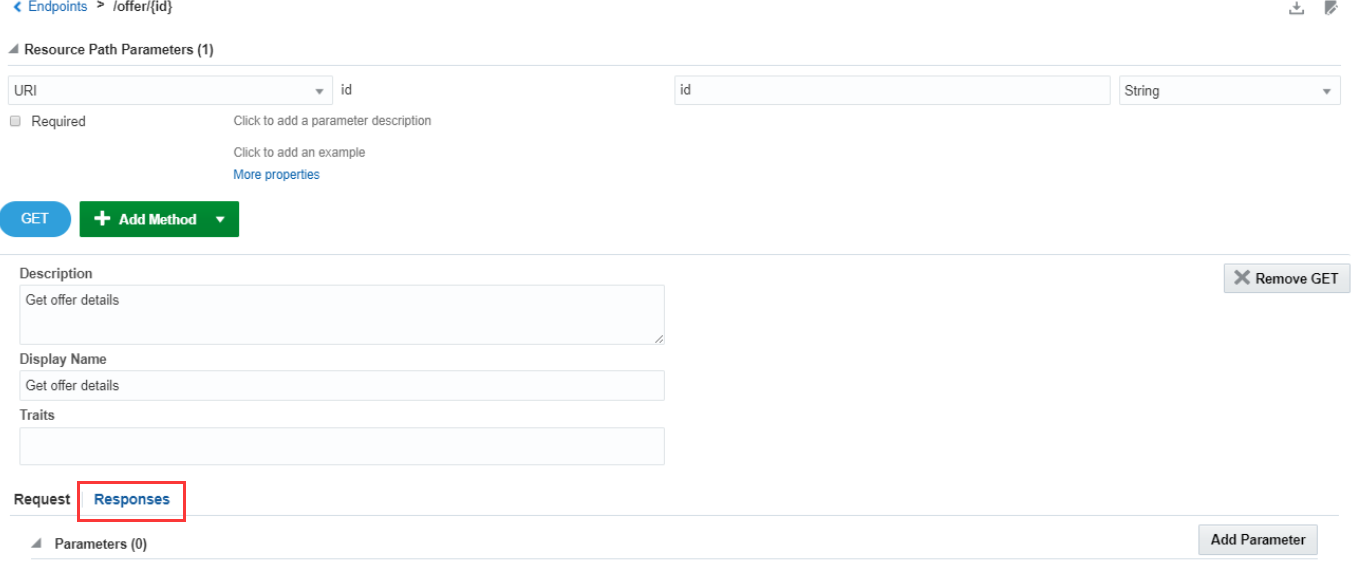 Endpoints > /offer/{id}
Resource Path Parameters (1)
URI id id String
Required Click to add a parameter description
Click to add an example
More properties
GET Add Method
Description Remove GET
Get offer details
Display Name
Get offer details
Traits
Request Responses
Parameters (0) Add Parameter